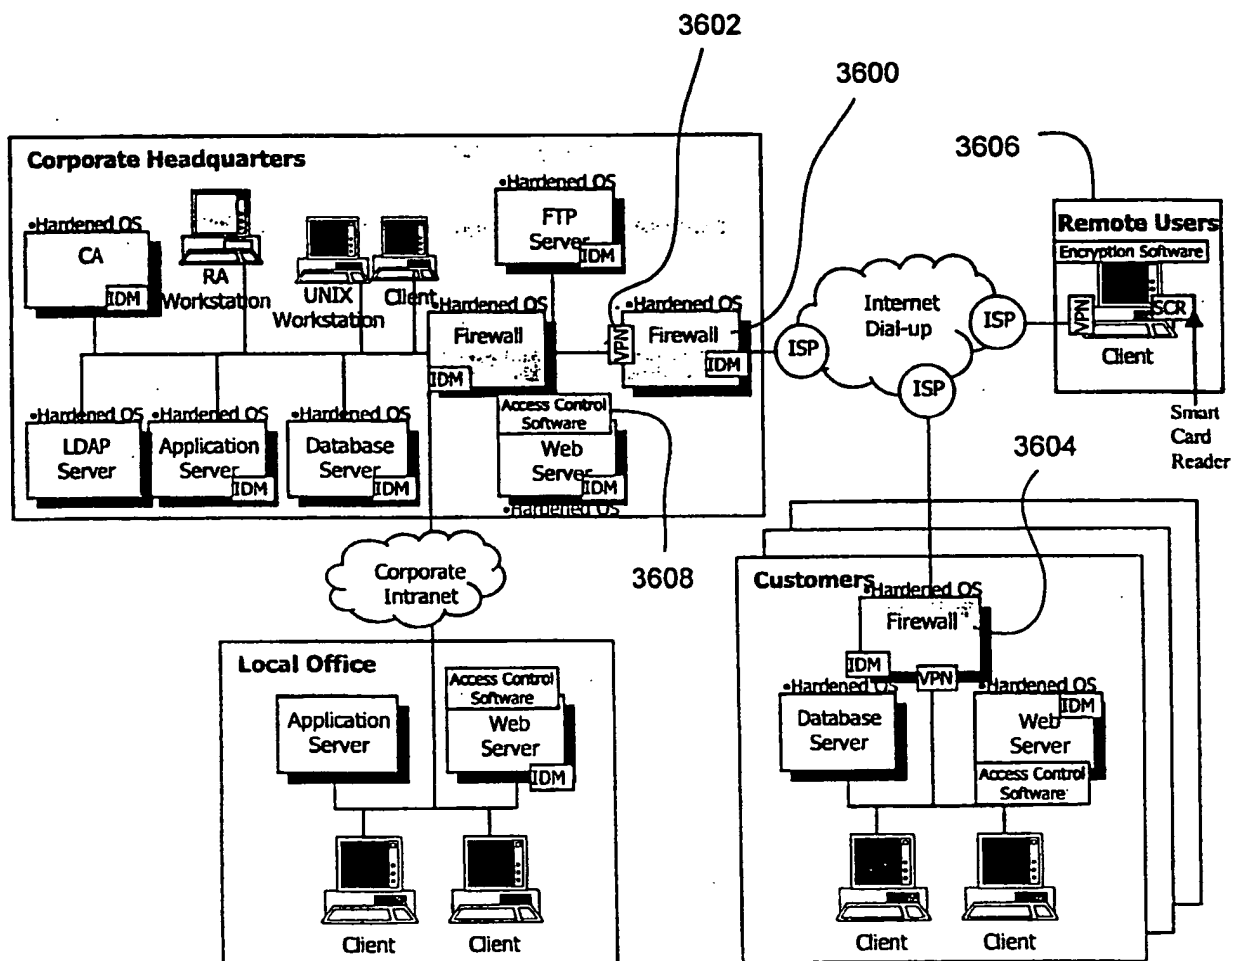 3602
3600
3606
Corporate Headquarters
•Hardened OS
CA
IDM
RA
Workstation
UNIX
Workstation
Client
•Hardened OS
FTP
Server
IDM
•Hardened OS
Firewall
IDM
VPN
•Hardened OS
Firewall
IDM
ISP
Internet
Dial-up
ISP
ISP
Remote Users
Encryption Software
VPN
SCR
Client
Smart
Card
Reader
•Hardened OS
LDAP
Server
•Hardened OS
Application
Server
IDM
•Hardened OS
Database
Server
IDM
Access Control
Software
Web
Server
IDM
•Hardened OS
3604
3608
Corporate
Intranet
Customers
•Hardened OS
Firewall
IDM
VPN
•Hardened OS
Database
Server
•Hardened OS
IDM
Web
Server
Access Control
Software
Client
Client
Local Office
Application
Server
Access Control
Software
Web
Server
IDM
Client
Client